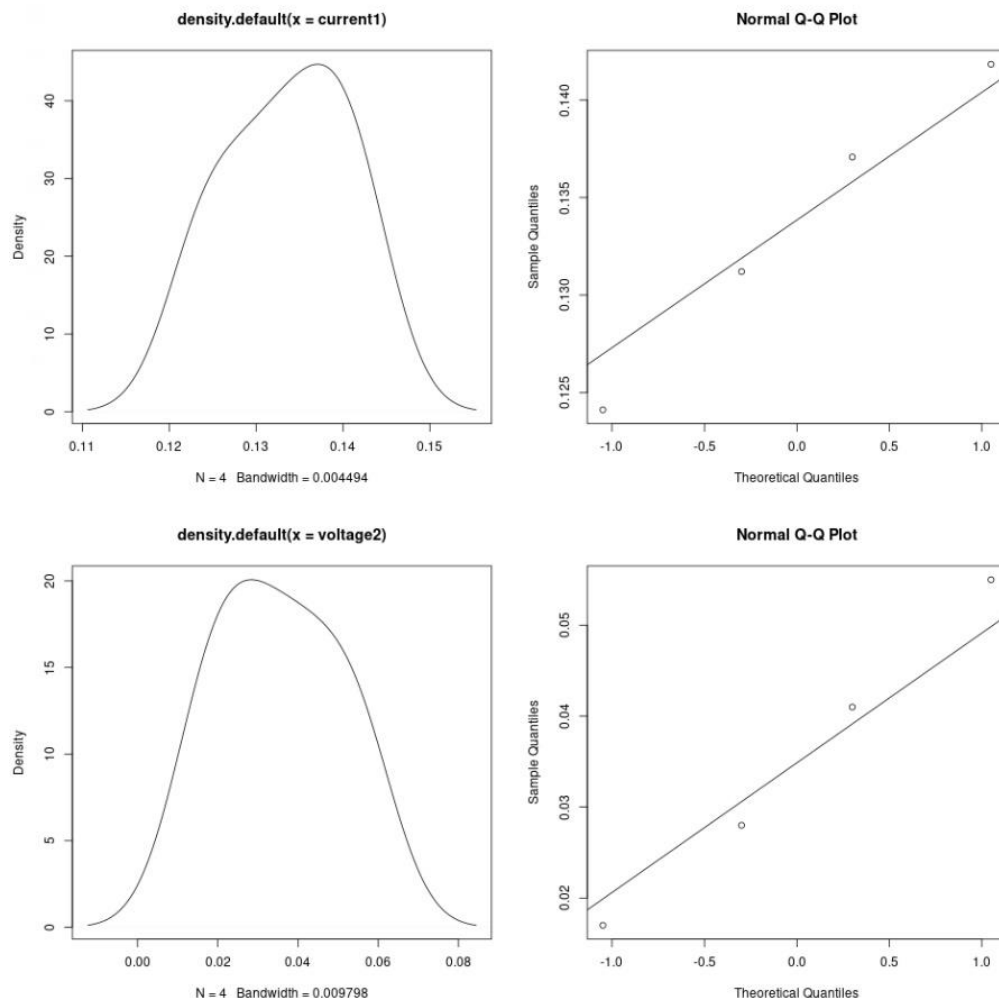 density.default(x = current1)
Density
0
10
20
30
40
0.11 0.12 0.13 0.14 0.15
N = 4 Bandwidth = 0.004494
Normal Q-Q Plot
Sample Quantiles
0.125
0.130
0.135
0.140
-1.0 -0.5 0.0 0.5 1.0
Theoretical Quantiles
density.default(x = voltage2)
Density
0
5
10
15
20
0.00 0.02 0.04 0.06 0.08
N = 4 Bandwidth = 0.009798
Normal Q-Q Plot
Sample Quantiles
0.02
0.03
0.04
0.05
-1.0 -0.5 0.0 0.5 1.0
Theoretical Quantiles